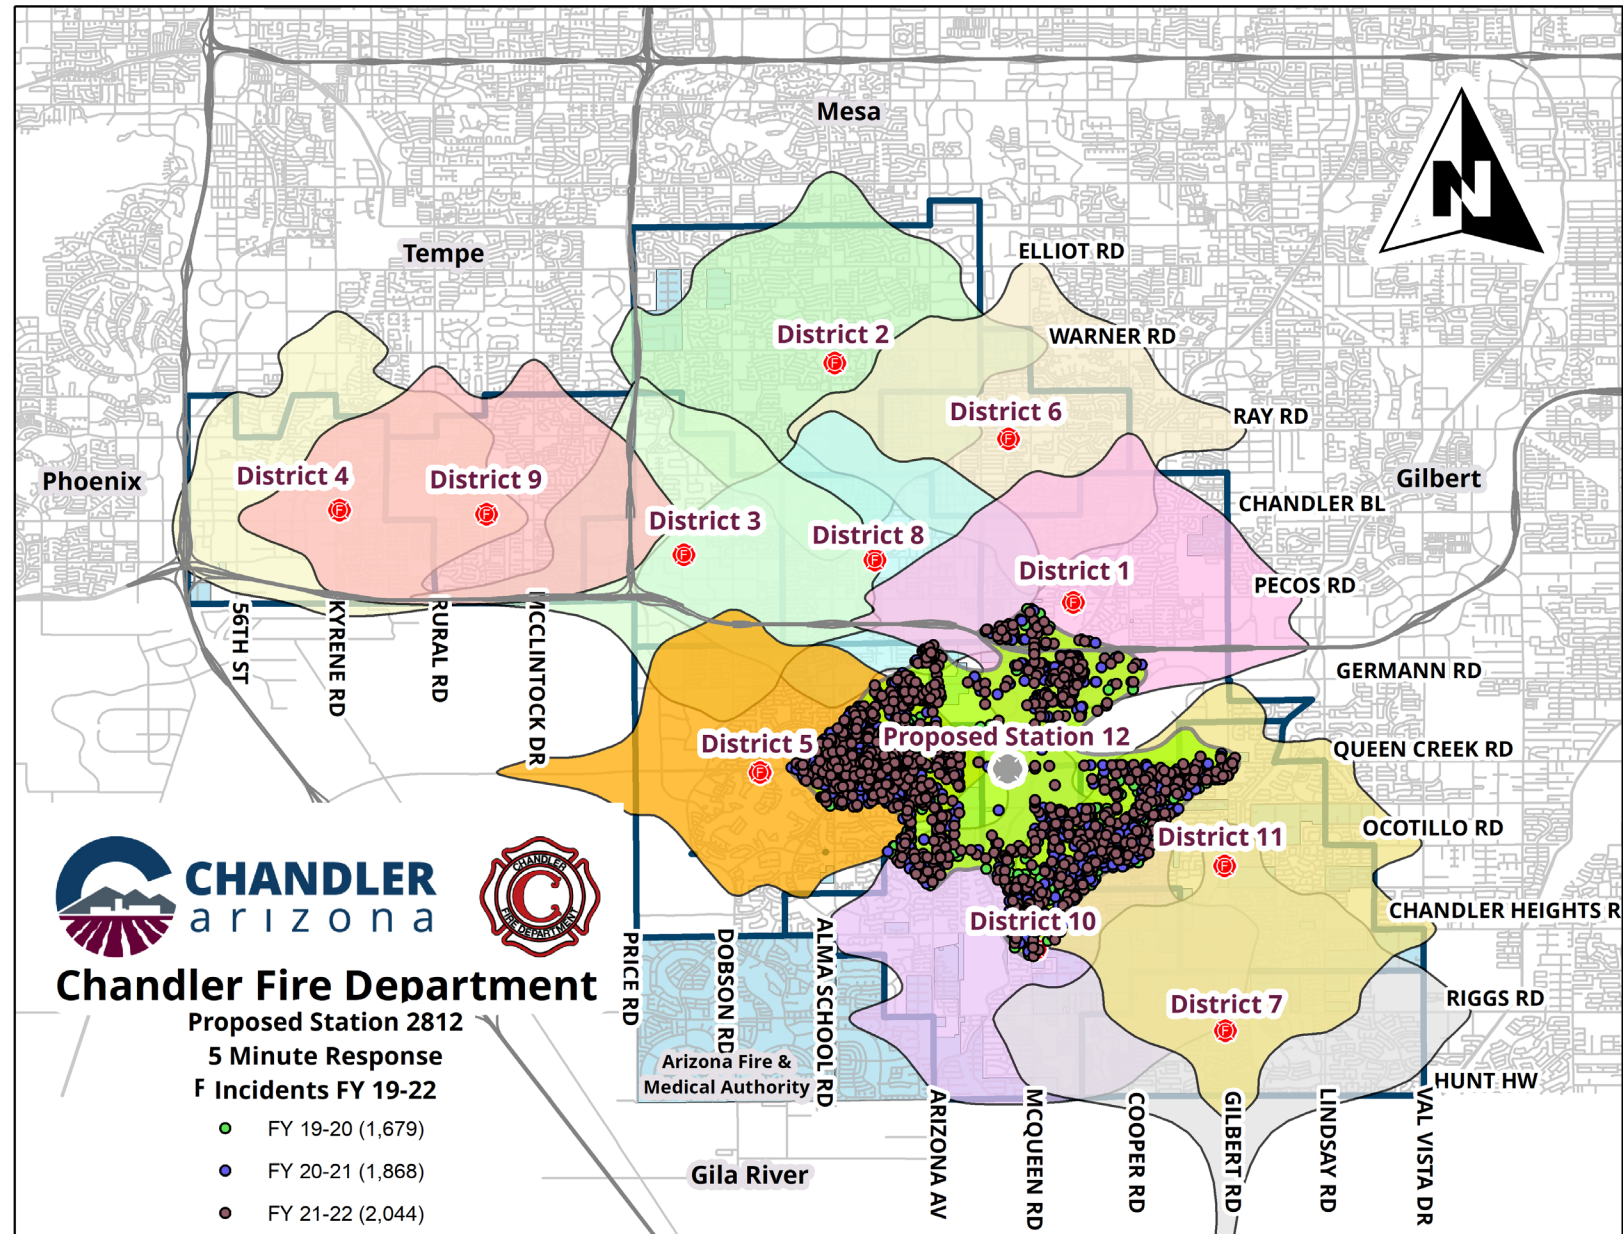 Mesa
N
Tempe
ELLIOT RD
District 2
WARNER RD
District 6
RAY RD
Phoenix
District 4
District 9
Gilbert
CHANDLER BL
District 3
District 8
District 1
PECOS RD
56TH ST
KYRENE RD
RURAL RD
MCCLINTOCK DR
GERMANN RD
District 5
Proposed Station 12
QUEEN CREEK RD
District 11
OCOTILLO RD
CHANDLER
arizona
CHANDLER
C
FIRE DEPARTMENT
District 10
CHANDLER HEIGHTS R
PRICE RD
DOBSON RD
ALMA SCHOOL RD
Chandler Fire Department
Proposed Station 2812
5 Minute Response
F Incidents FY 19-22
District 7
RIGGS RD
Arizona Fire &
Medical Authority
HUNT HW
ARIZONA AV
MCQUEEN RD
COOPER RD
GILBERT RD
LINDSAY RD
VAL VISTA DR
FY 19-20 (1,679)
FY 20-21 (1,868)
FY 21-22 (2,044)
Gila River